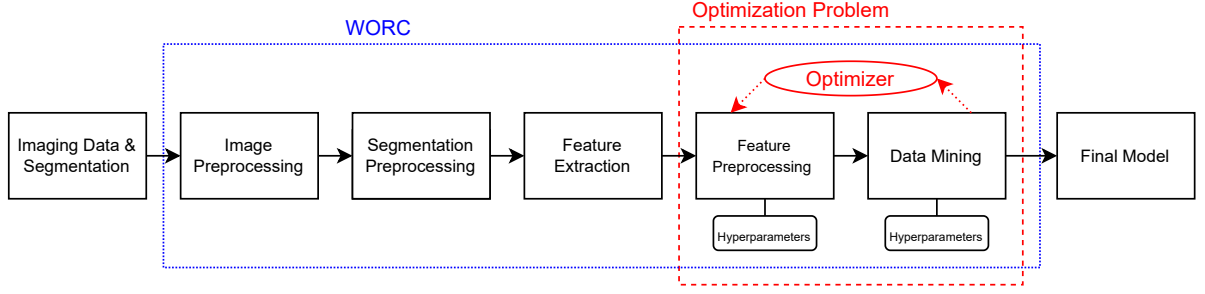 Optimization Problem
WORC
Optimizer
Imaging Data &
Segmentation
Image
Preprocessing
Segmentation
Preprocessing
Feature
Extraction
Feature
Preprocessing
Data Mining
Final Model
Hyperparameters
Hyperparameters